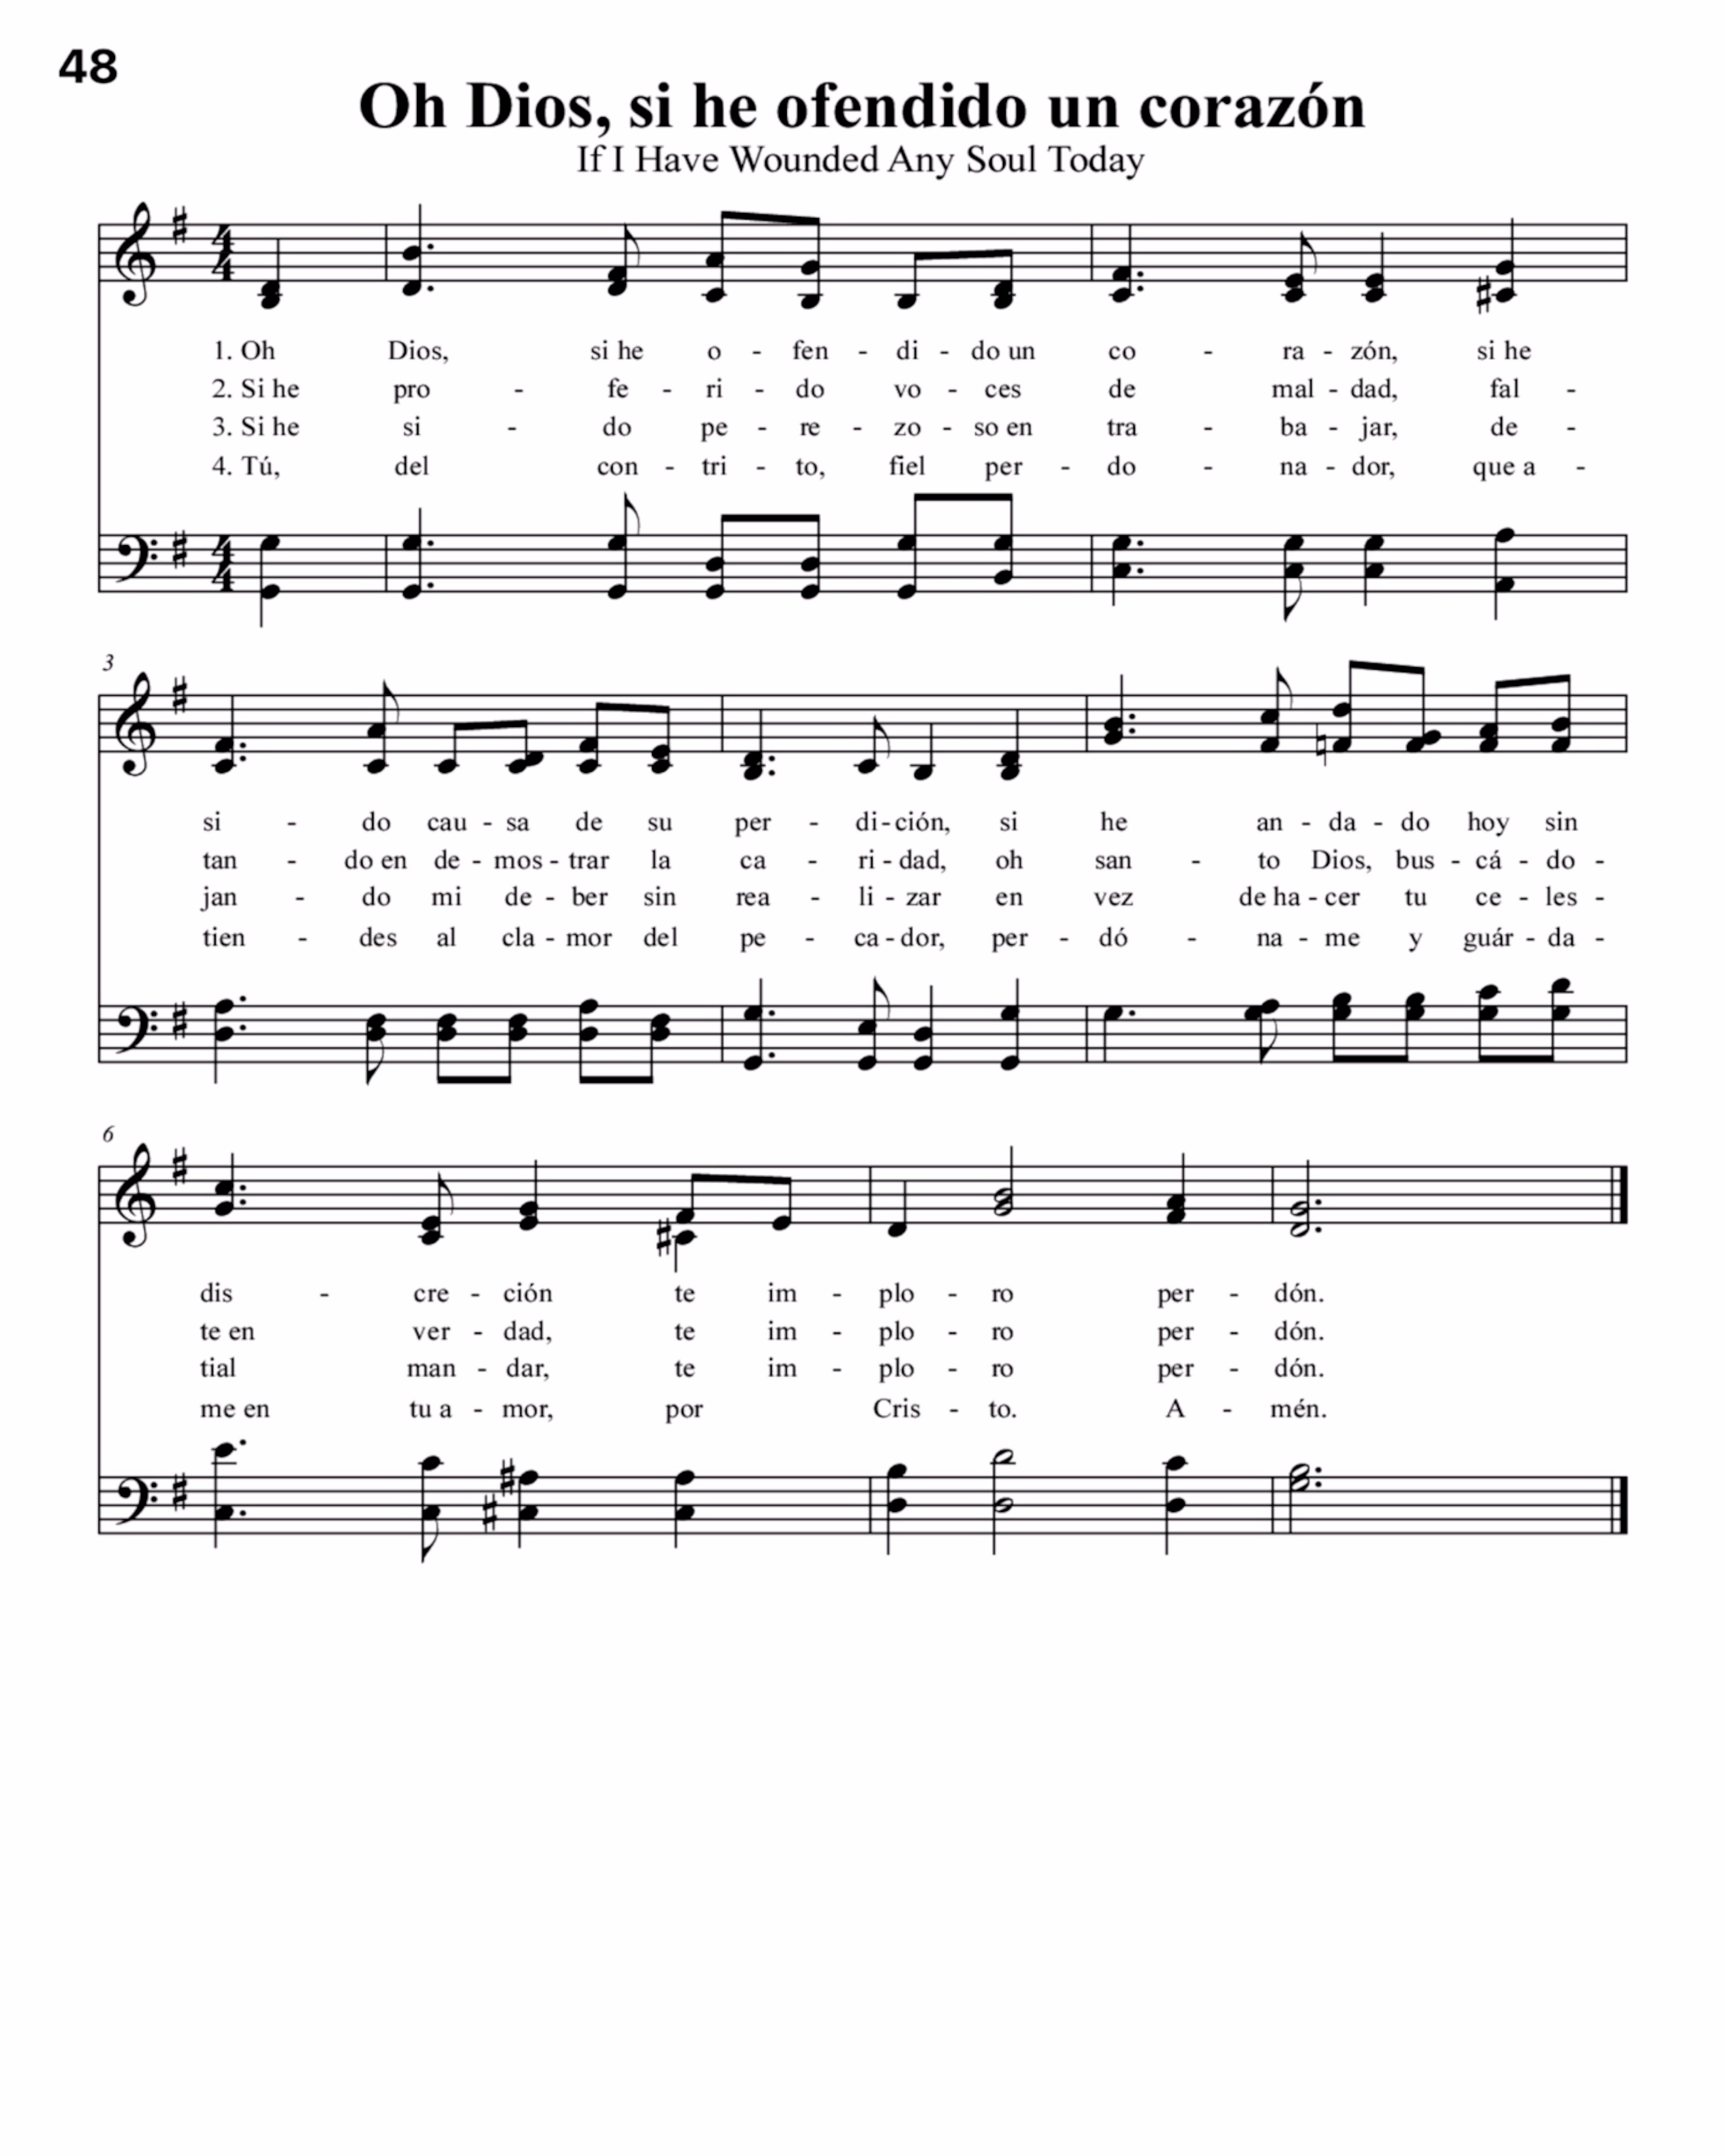 48
Oh Dios, si he ofendido un corazón
If I Have Wounded Any Soul Today
4
4
1. Oh Dios, si he o - fen - di - do un co - ra - zón, si he
2. Si he pro - fe - ri - do vo - ces de mal - dad, fal -
3. Si he si - do pe - re - zo - so en tra - ba - jar, de -
4. Tú, del con - tri - to, fiel per - do - na - dor, que a -
4
4
3
si - do cau - sa de su per - di - ción, si he an - da - do hoy sin
tan - do en de - mos - trar la ca - ri - dad, oh san - to Dios, bus - cá - do -
jan - do mi de - ber sin rea - li - zar en vez de ha - cer tu ce - les -
tien - des al cla - mor del pe - ca - dor, per - dó - na - me y guár - da -
6
dis - cre - ción te im - plo - ro per - dón.
te en ver - dad, te im - plo - ro per - dón.
tial man - dar, te im - plo - ro per - dón.
me en tu a - mor, por Cris - to. A - mén.